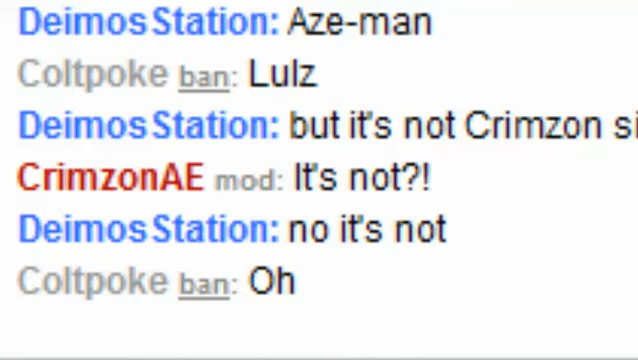 DeimosStation: Aze-man
Coltpoke ban: Lulz
DeimosStation: but it's not Crimzon
CrimzonAE mod: It's not?!
DeimosStation: no it's not
Coltpoke ban: Oh